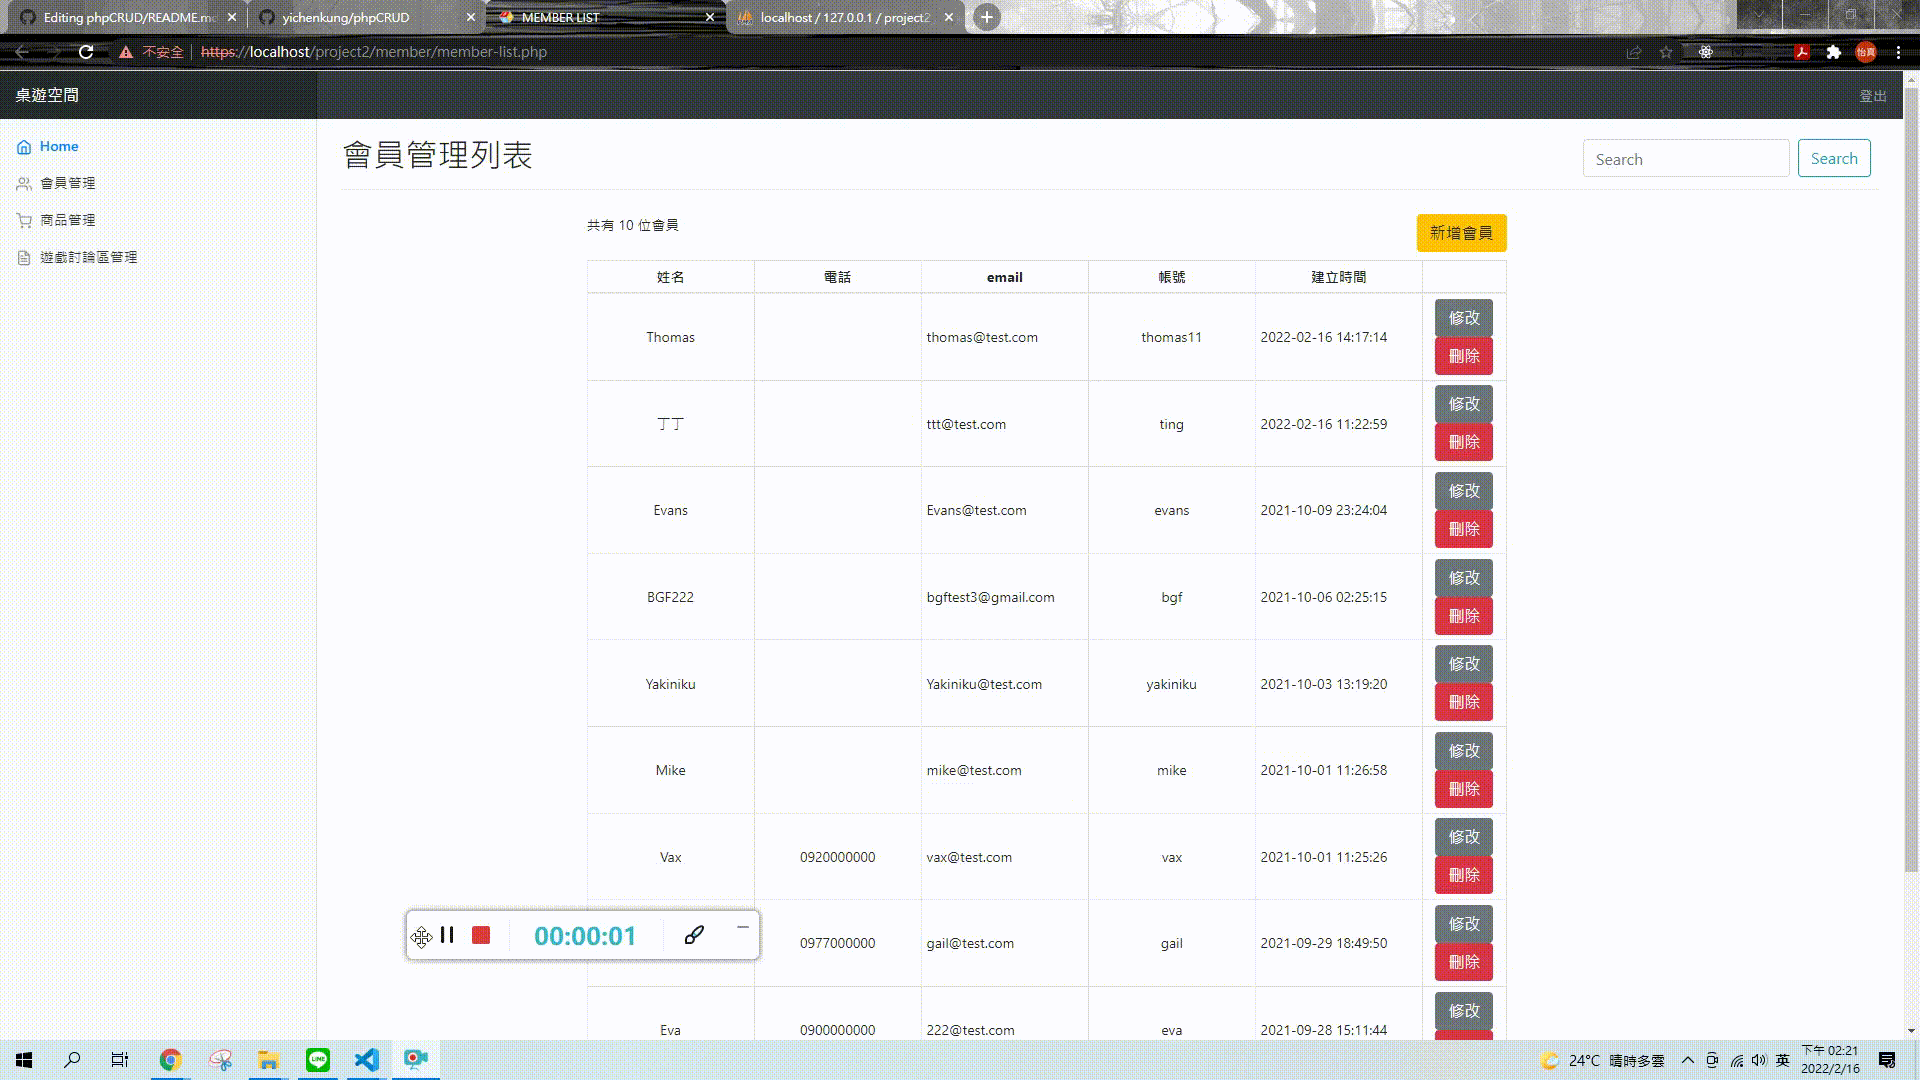 Editing phpCRUD/README.md
yichenkung/phpCRUD
MEMBER LIST
localhost / 127.0.0.1 / project2
不安全
https://localhost/project2/member/member-list.php
怡真
桌遊空間
登出
Home
會員管理
商品管理
遊戲討論區管理
會員管理列表
Search
Search
共有 10 位會員
新增會員
姓名 電話 email 帳號 建立時間
Thomas thomas@test.com thomas11 2022-02-16 14:17:14 修改 刪除
丁丁 ttt@test.com ting 2022-02-16 11:22:59 修改 刪除
Evans Evans@test.com evans 2021-10-09 23:24:04 修改 刪除
BGF222 bgftest3@gmail.com bgf 2021-10-06 02:25:15 修改 刪除
Yakiniku Yakiniku@test.com yakiniku 2021-10-03 13:19:20 修改 刪除
Mike mike@test.com mike 2021-10-01 11:26:58 修改 刪除
Vax 0920000000 vax@test.com vax 2021-10-01 11:25:26 修改 刪除
0977000000 gail@test.com gail 2021-09-29 18:49:50 修改 刪除
Eva 0900000000 222@test.com eva 2021-09-28 15:11:44 修改
00:00:01
LINE
24°C 晴時多雲
英
下午 02:21
2022/2/16